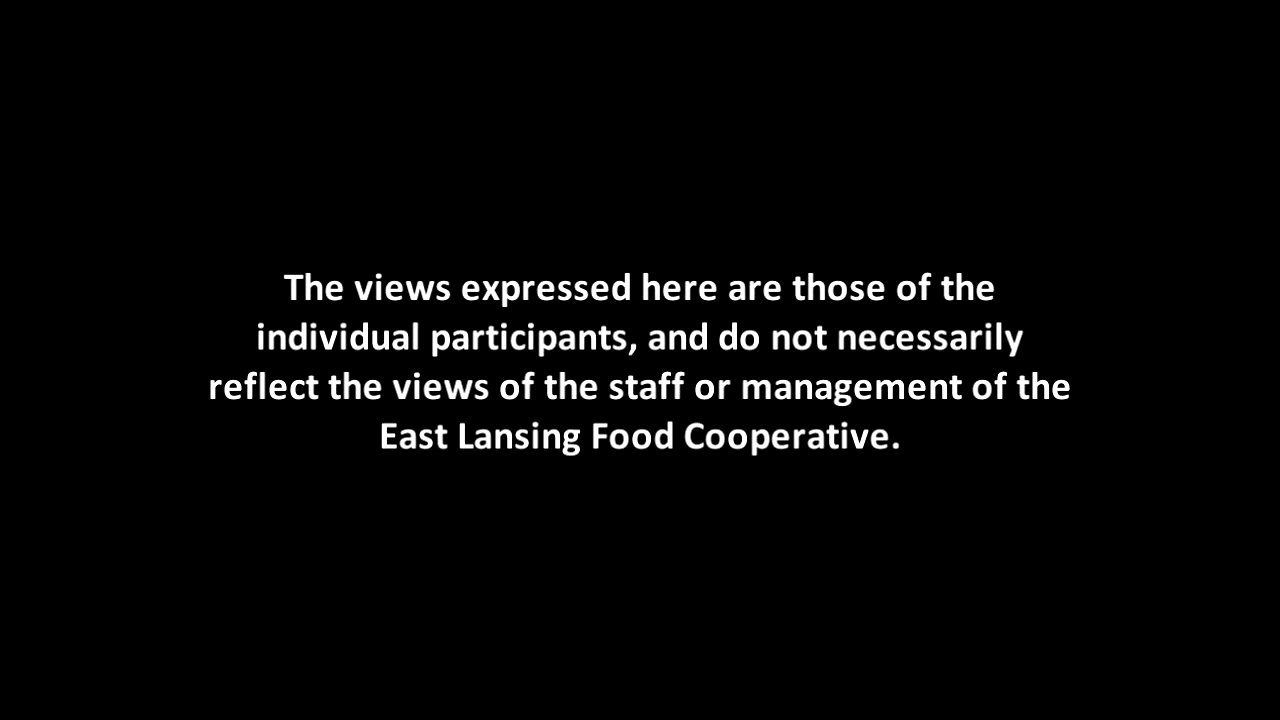 The views expressed here are those of the
individual participants, and do not necessarily
reflect the views of the staff or management of the
East Lansing Food Cooperative.